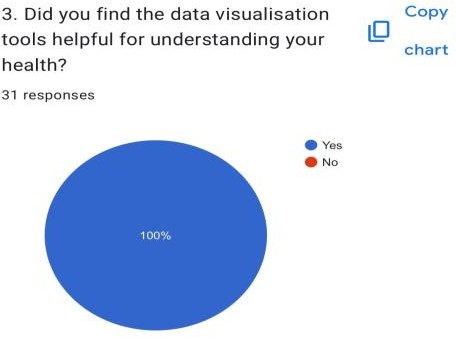 3. Did you find the data visualisation
tools helpful for understanding your
health?
Copy
chart
31 responses
Yes
No
100%